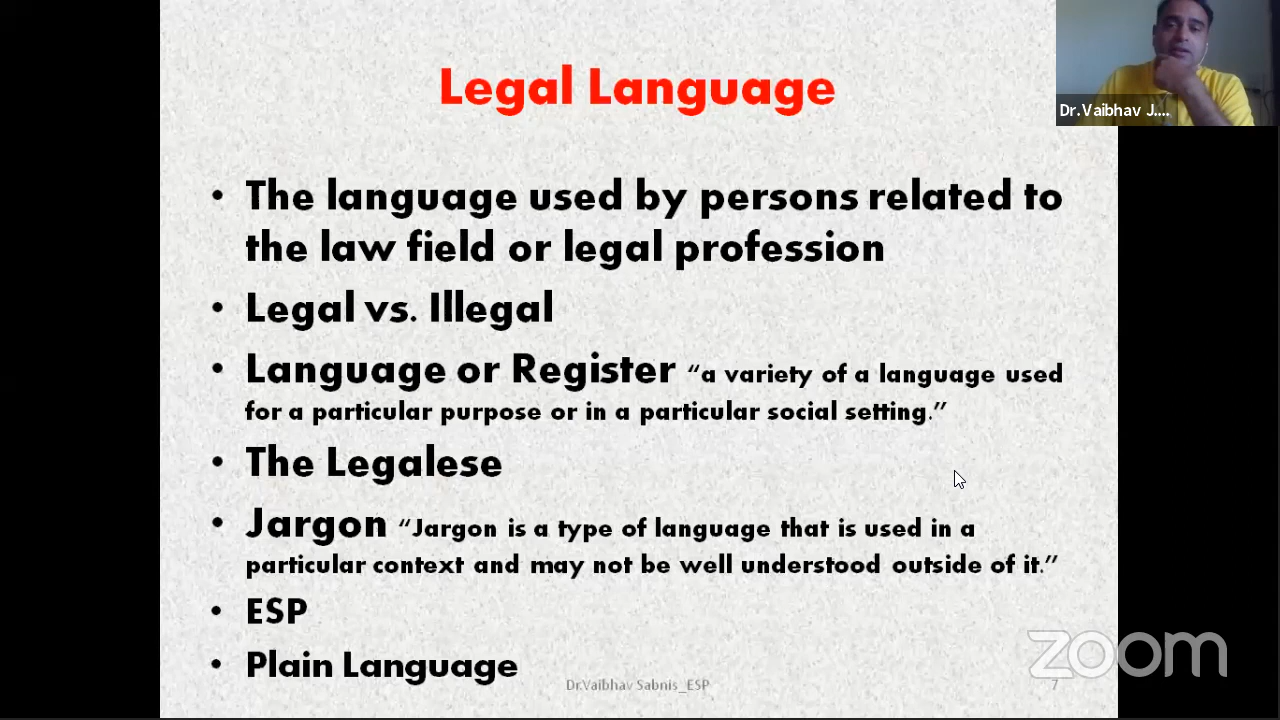 Legal Language
Dr.Vaibhav J....
• The language used by persons related to
the law field or legal profession
• Legal vs. Illegal
• Language or Register “a variety of a language used
for a particular purpose or in a particular social setting.”
• The Legalese
• Jargon “Jargon is a type of language that is used in a
particular context and may not be well understood outside of it.”
• ESP
• Plain Language
zoom
Dr.Vaibhav Sabnis_ESP 7